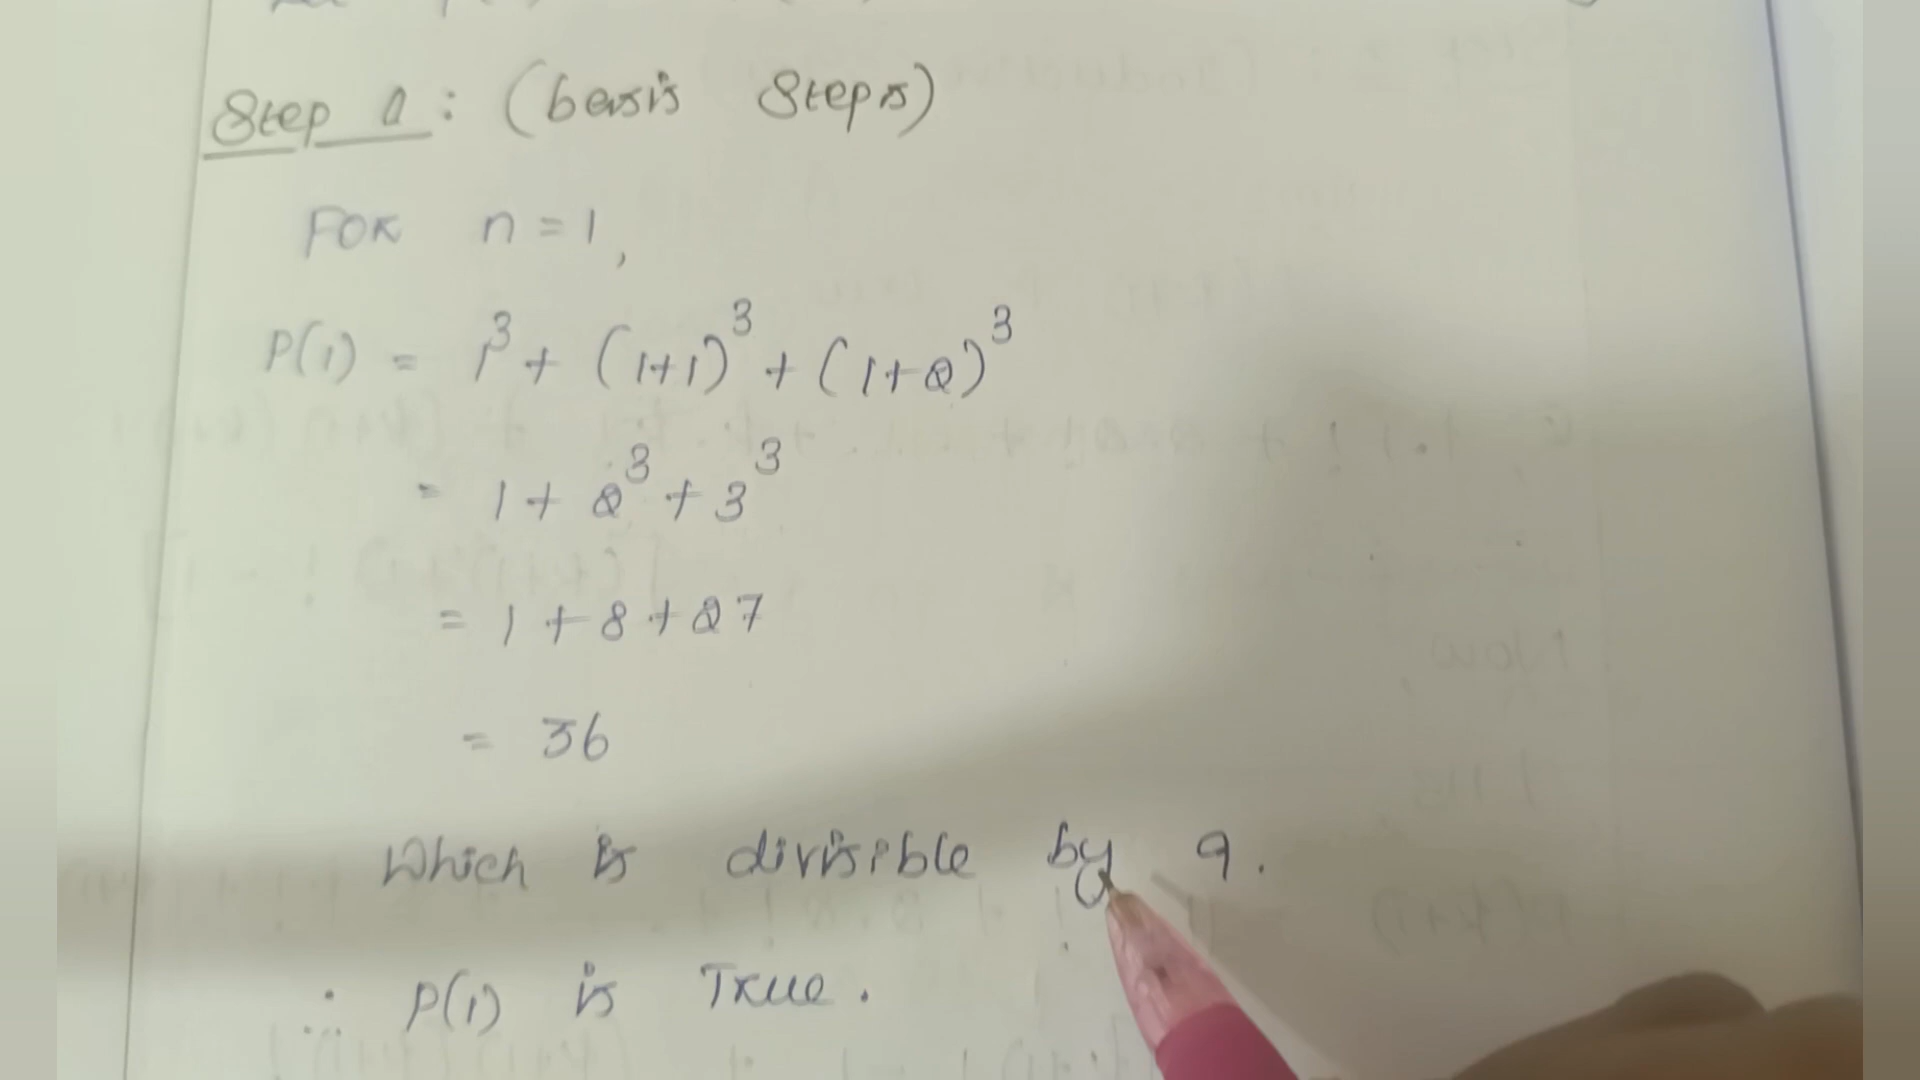 Step 1: (basis Steps)
For n = 1,
P(1) = 1³ + (1+1)³ + (1+2)³
= 1 + 2³ + 3³
= 1 + 8 + 27
= 36
Which is divisible by 9.
∴ P(1) is True.